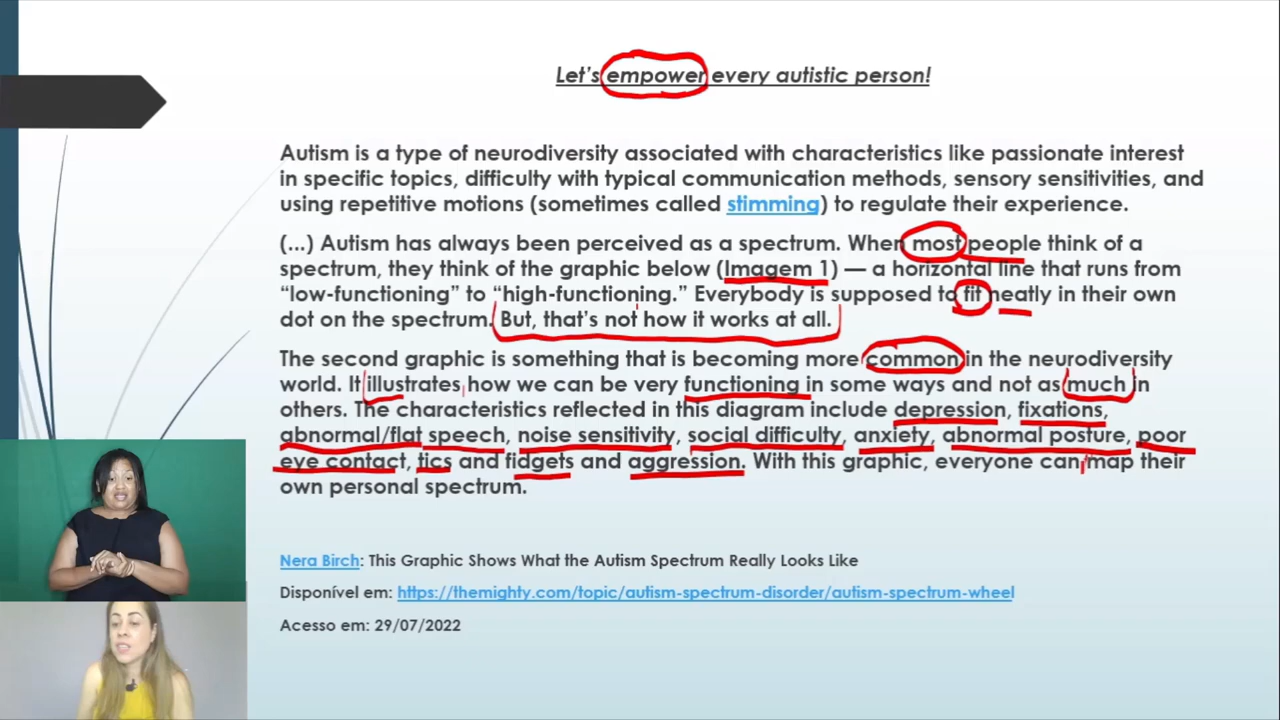 Let's empower every autistic person!
Autism is a type of neurodiversity associated with characteristics like passionate interest
in specific topics, difficulty with typical communication methods, sensory sensitivities, and
using repetitive motions (sometimes called stimming) to regulate their experience.
(...) Autism has always been perceived as a spectrum. When most people think of a
spectrum, they think of the graphic below (Imagem 1) — a horizontal line that runs from
“low-functioning” to “high-functioning.” Everybody is supposed to fit neatly in their own
dot on the spectrum. But, that's not how it works at all.
The second graphic is something that is becoming more common in the neurodiversity
world. It illustrates how we can be very functioning in some ways and not as much in
others. The characteristics reflected in this diagram include depression, fixations,
abnormal/flat speech, noise sensitivity, social difficulty, anxiety, abnormal posture, poor
eye contact, tics and fidgets and aggression. With this graphic, everyone can map their
own personal spectrum.
Nera Birch: This Graphic Shows What the Autism Spectrum Really Looks Like
Disponível em: https://themighty.com/topic/autism-spectrum-disorder/autism-spectrum-wheel
Acesso em: 29/07/2022